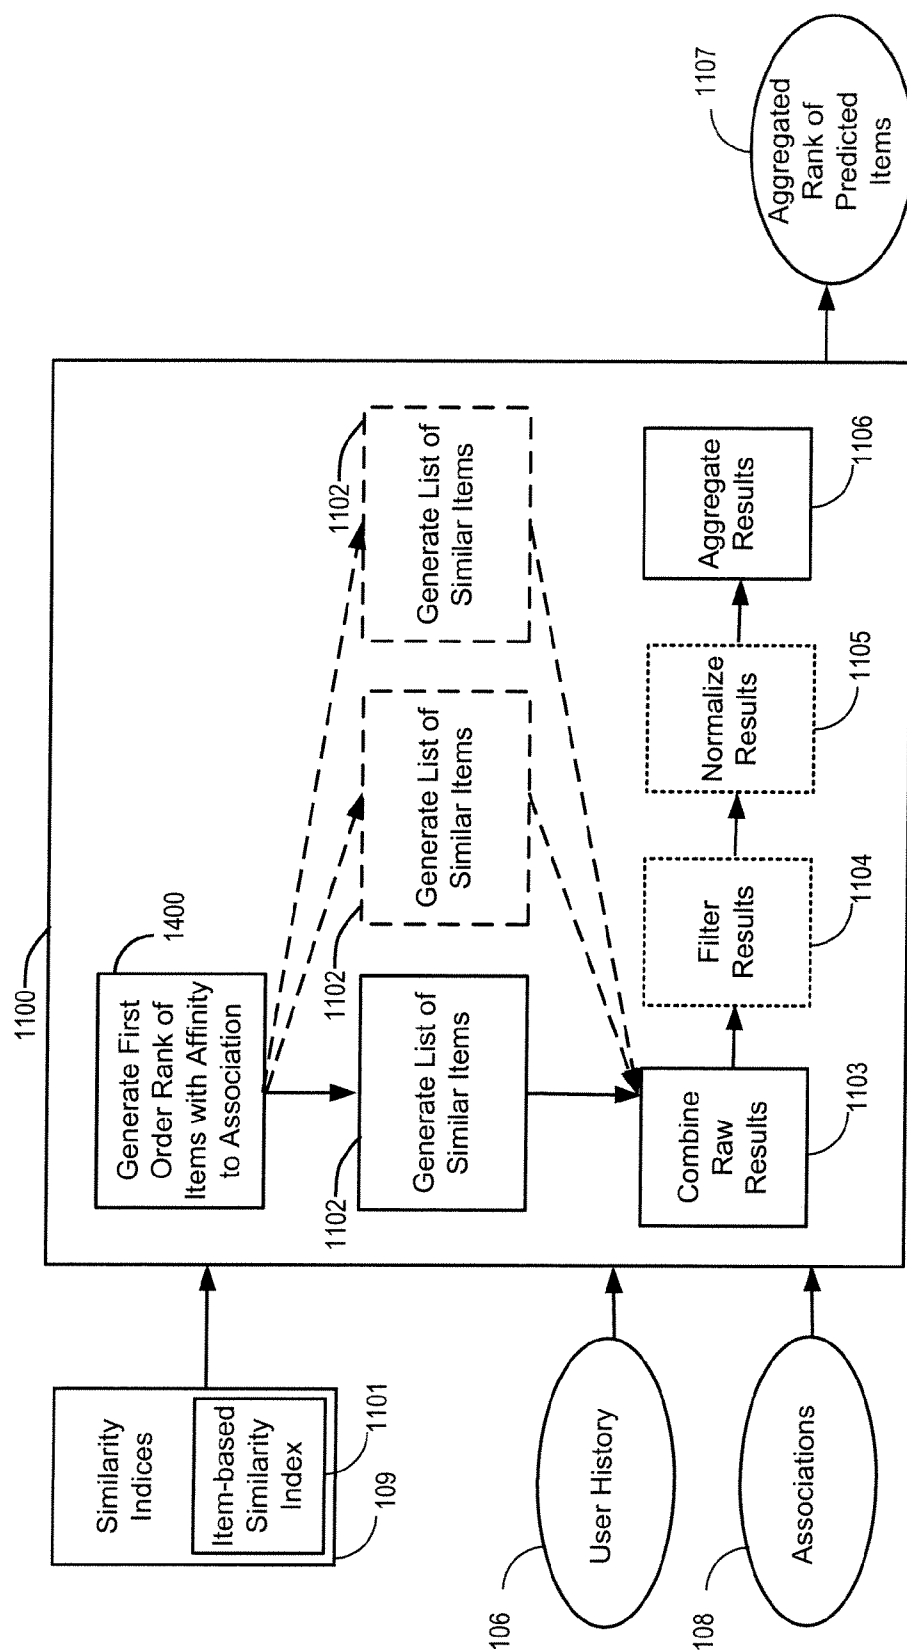 1100
Similarity
Indices
Item-based
Similarity
Index
1101
109
User History
106
Associations
108
Generate First
Order Rank of
Items with Affinity
to Association
1400
1102
Generate List of
Similar Items
1102
Generate List of
Similar Items
1102
Generate List of
Similar Items
Combine
Raw
Results
1103
Filter
Results
1104
Normalize
Results
1105
Aggregate
Results
1106
1107
Aggregated
Rank of
Predicted
Items